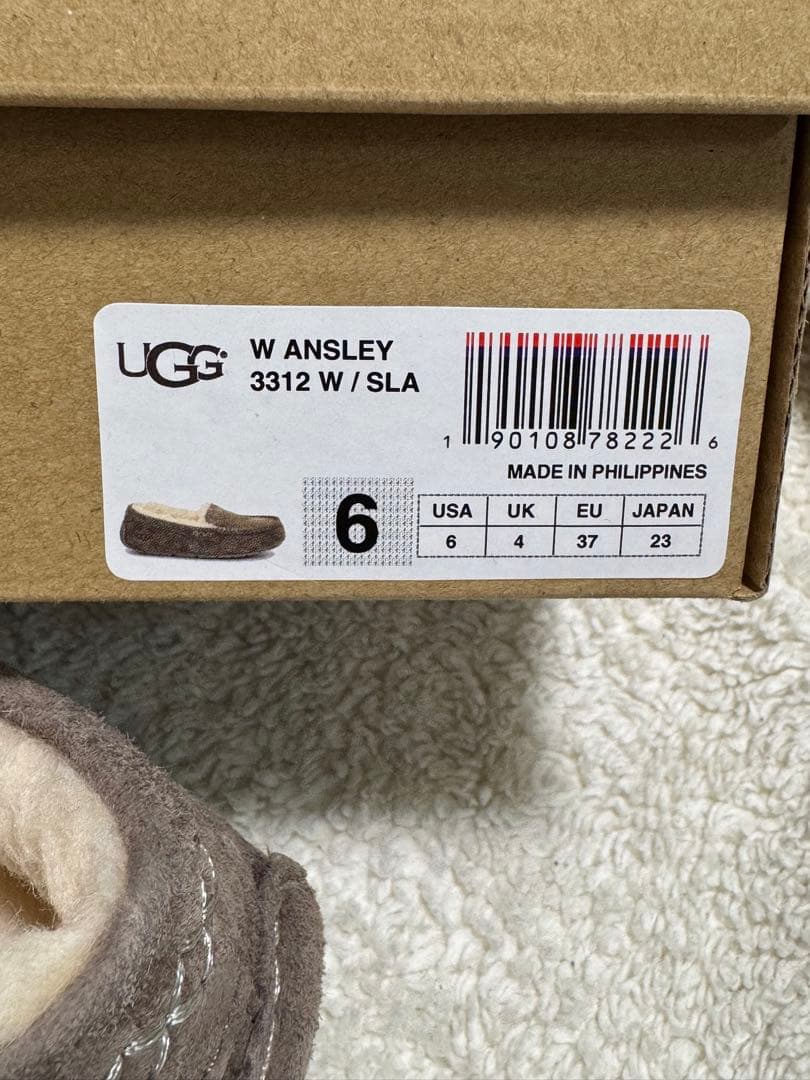 UGG
W ANSLEY
3312 W / SLA
1 90108 78222 6
MADE IN PHILIPPINES
6
USA UK EU JAPAN
6 4 37 23